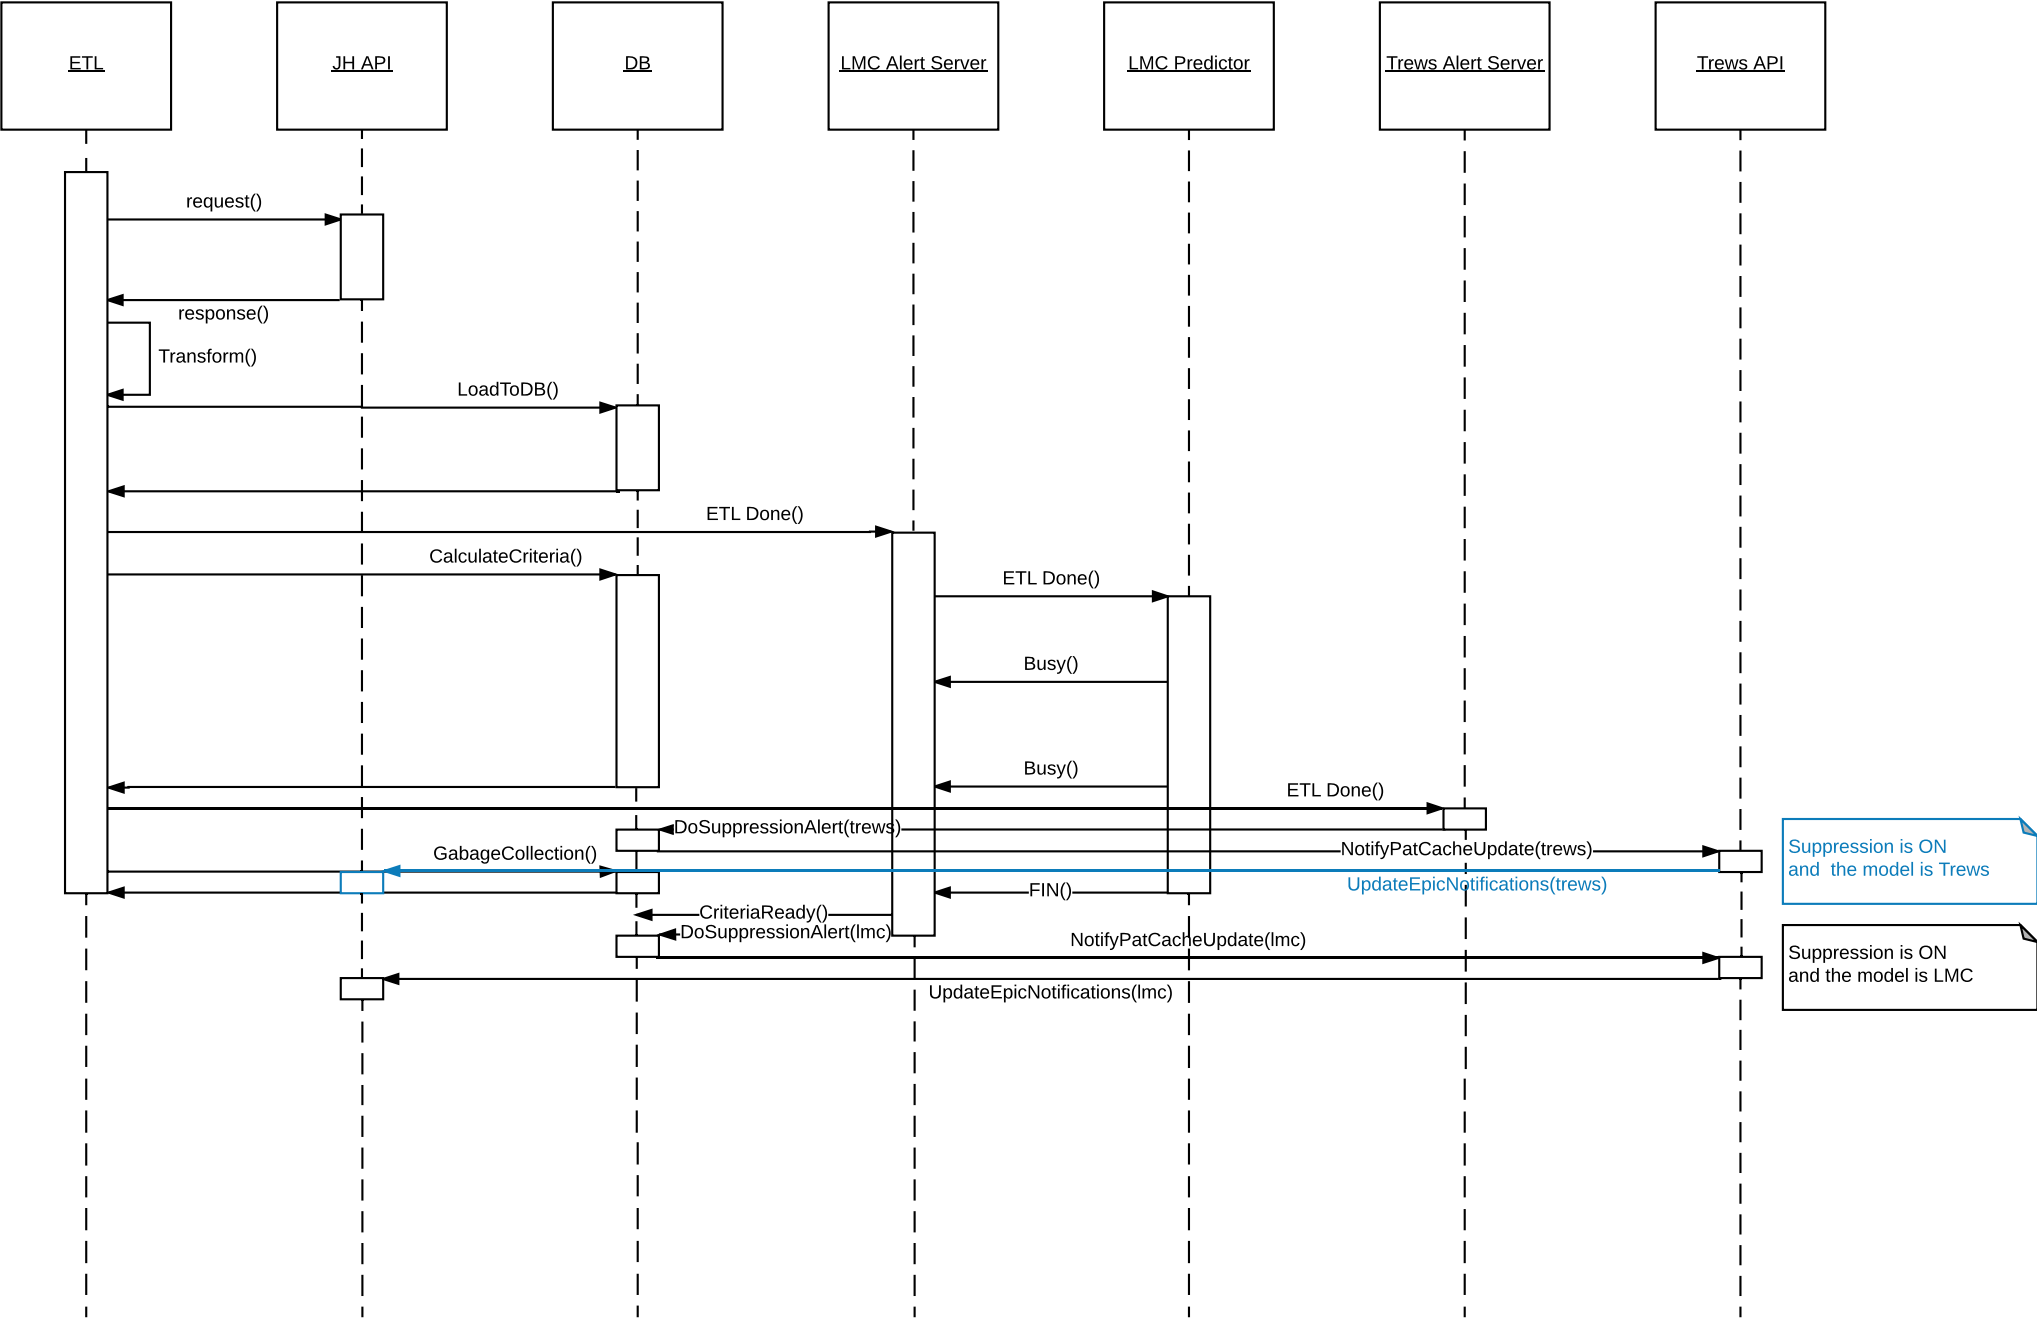 ETL
JH API
DB
LMC Alert Server
LMC Predictor
Trews Alert Server
Trews API
request()
response()
Transform()
LoadToDB()
ETL Done()
CalculateCriteria()
ETL Done()
Busy()
Busy()
ETL Done()
DoSuppressionAlert(trews)
NotifyPatCacheUpdate(trews)
GabageCollection()
UpdateEpicNotifications(trews)
Suppression is ON
and the model is Trews
FIN()
CriteriaReady()
DoSuppressionAlert(lmc)
NotifyPatCacheUpdate(lmc)
UpdateEpicNotifications(lmc)
Suppression is ON
and the model is LMC